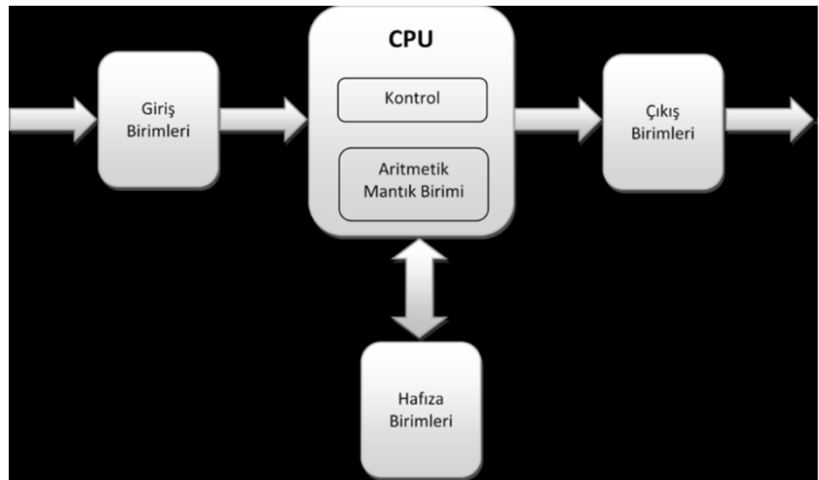 CPU
Giriş
Birimleri
Kontrol
Aritmetik
Mantık Birimi
Çıkış
Birimleri
Hafıza
Birimleri